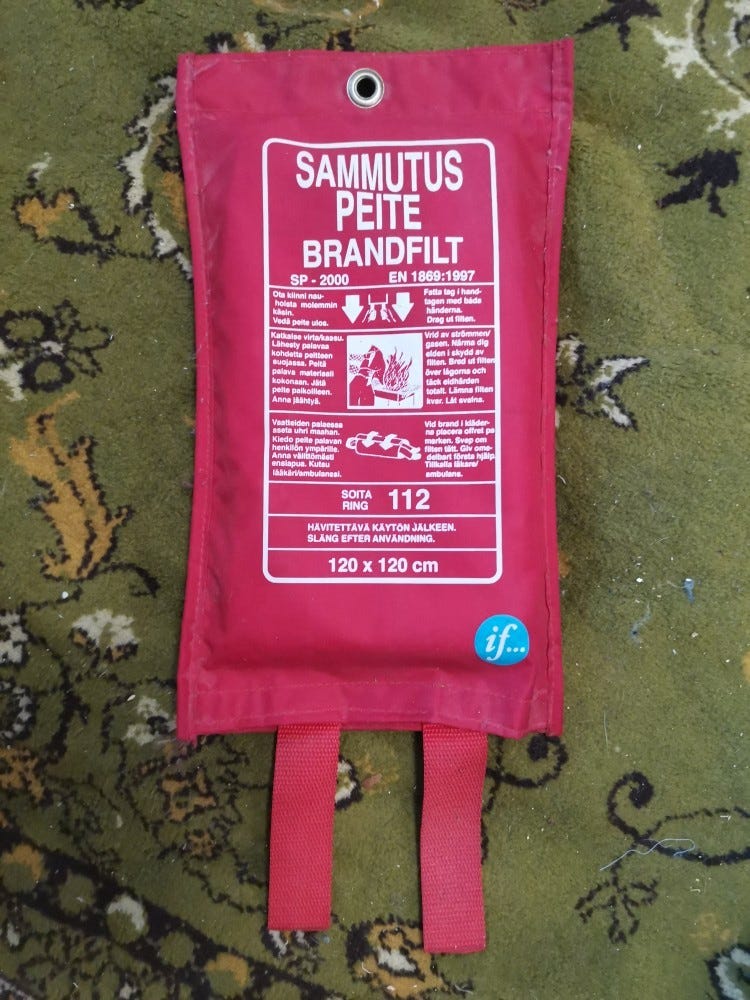 SAMMUTUS
PEITE
BRANDFILT
SP - 2000
EN 1869:1997
Ota kiinni nau-
hoista molemmin
käsin.
Vedä peite ulos.
Fatta tag i hand-
tagen med båda
händerna.
Drag ut filten.
Katkaise virta/kaasu.
Lähesty palavaa
kohdetta peitteen
suojassa. Peitä
palava materiaali
kokonaan. Jätä
peite paikoilleen.
Anna jäähtyä.
Vrid av strömmen/
gasen. Närma dig
elden i skydd av
filten. Bred ut filten
över lågorna och
täck eldhärden
totalt. Lämna filten
kvar. Låt svalna.
Vaatteiden palaessa
aseta uhri maahan.
Kiedo peite palavan
henkilön ympärille.
Anna välittömästi
ensiapua. Kutsu
lääkäri/ambulanssi.
Vid brand i kläder-
na placera offret på
marken. Svep om
filten tätt. Giv ome-
delbart första hjälp.
Tillkalla läkare/
ambulans.
SOITA
RING
112
HÄVITETTÄVÄ KÄYTÖN JÄLKEEN.
SLÄNG EFTER ANVÄNDNING.
120 x 120 cm
if...